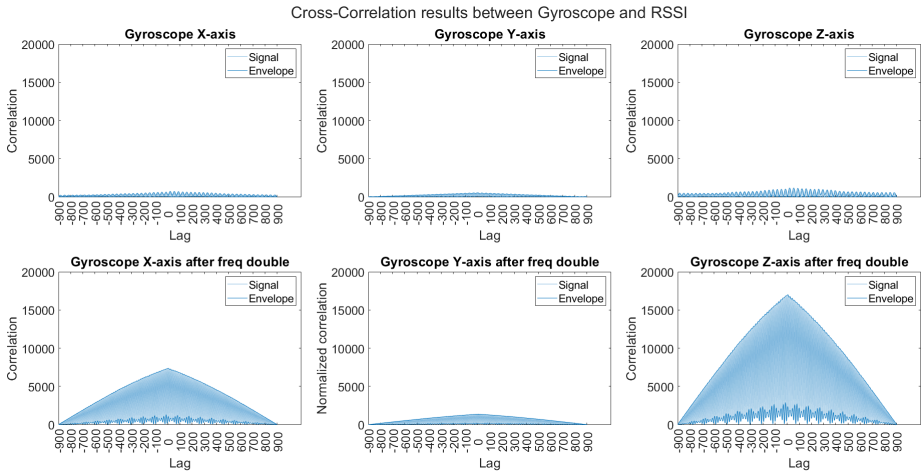 Cross-Correlation results between Gyroscope and RSSI
Gyroscope X-axis
20000
15000
10000
5000
0
Correlation
Signal
Envelope
-900 -800 -700 -600 -500 -400 -300 -200 -100 0 100 200 300 400 500 600 700 800 900
Lag
Gyroscope Y-axis
20000
15000
10000
5000
0
Correlation
Signal
Envelope
-900 -800 -700 -600 -500 -400 -300 -200 -100 0 100 200 300 400 500 600 700 800 900
Lag
Gyroscope Z-axis
20000
15000
10000
5000
0
Correlation
Signal
Envelope
-900 -800 -700 -600 -500 -400 -300 -200 -100 0 100 200 300 400 500 600 700 800 900
Lag
Gyroscope X-axis after freq double
20000
15000
10000
5000
0
Correlation
Signal
Envelope
-900 -800 -700 -600 -500 -400 -300 -200 -100 0 100 200 300 400 500 600 700 800 900
Lag
Gyroscope Y-axis after freq double
20000
15000
10000
5000
0
Normalized correlation
Signal
Envelope
-900 -800 -700 -600 -500 -400 -300 -200 -100 0 100 200 300 400 500 600 700 800 900
Lag
Gyroscope Z-axis after freq double
20000
15000
10000
5000
0
Correlation
Signal
Envelope
-900 -800 -700 -600 -500 -400 -300 -200 -100 0 100 200 300 400 500 600 700 800 900
Lag